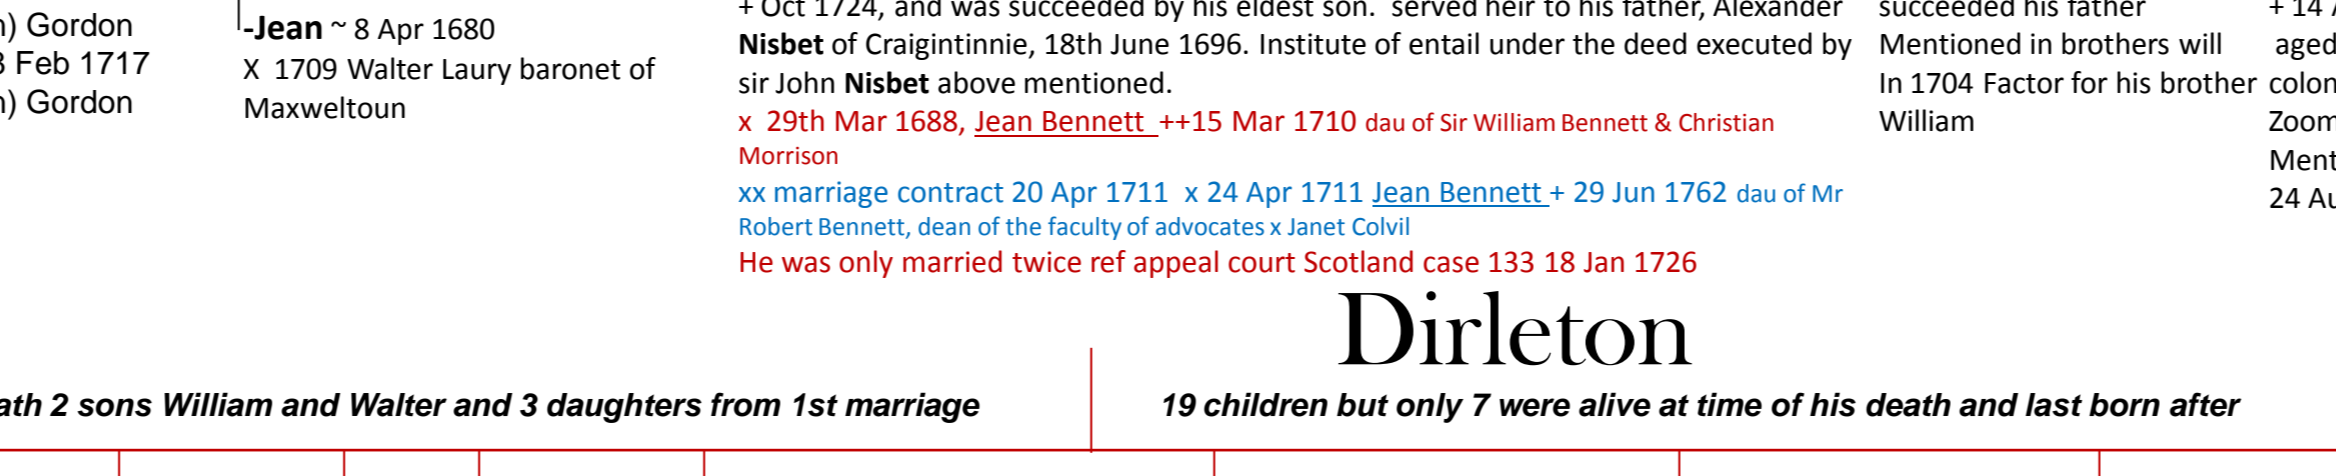 Gordon
Feb 1717
Gordon
-Jean ~ 8 Apr 1680
X 1709 Walter Laury baronet of
Maxweltoun
+ Oct 1724, and was succeeded by his eldest son. served heir to his father, Alexander
Nisbet of Craigintinnie, 18th June 1696. Institute of entail under the deed executed by
sir John Nisbet above mentioned.
x 29th Mar 1688, Jean Bennett ++15 Mar 1710 dau of Sir William Bennett & Christian
Morrison
xx marriage contract 20 Apr 1711 x 24 Apr 1711 Jean Bennett + 29 Jun 1762 dau of Mr
Robert Bennett, dean of the faculty of advocates x Janet Colvil
He was only married twice ref appeal court Scotland case 133 18 Jan 1726
succeeded his father
Mentioned in brothers will
In 1704 Factor for his brother
William
+ 14
aged
colon
Zoom
Ment
24 Au
Dirleton
ath 2 sons William and Walter and 3 daughters from 1st marriage
19 children but only 7 were alive at time of his death and last born after